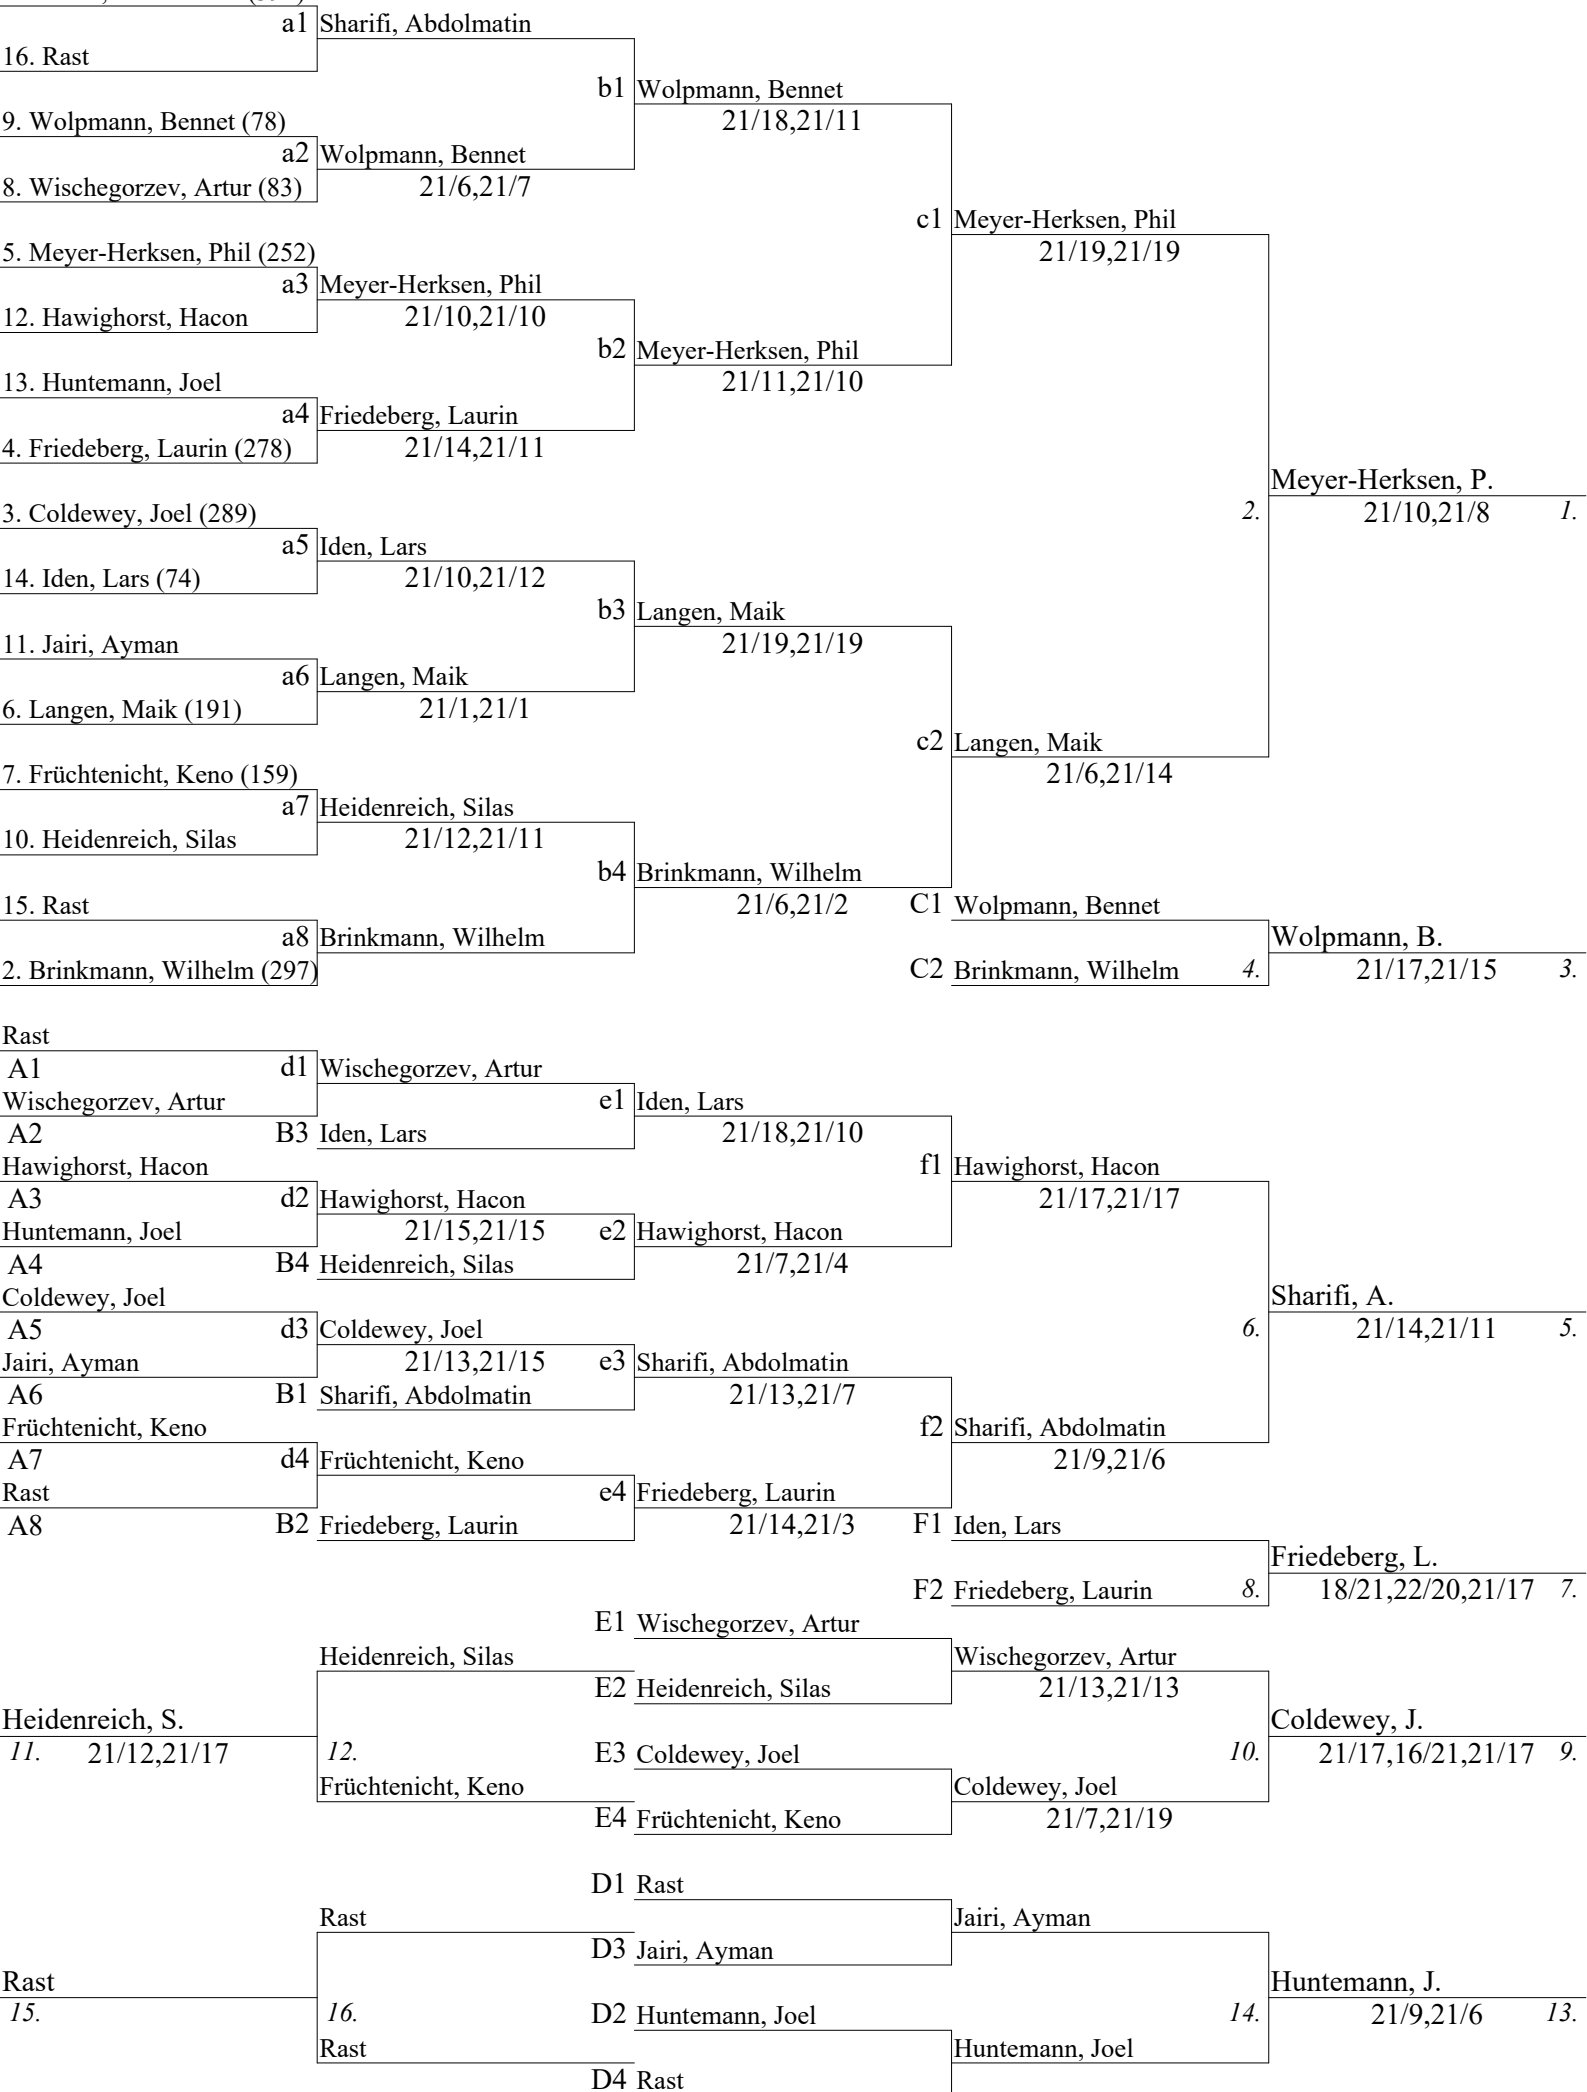 a1 Sharifi, Abdolmatin
16. Rast
b1 Wolpmann, Bennet
21/18,21/11
9. Wolpmann, Bennet (78)
a2 Wolpmann, Bennet
8. Wischegorzev, Artur (83)
21/6,21/7
c1 Meyer-Herksen, Phil
21/19,21/19
5. Meyer-Herksen, Phil (252)
a3 Meyer-Herksen, Phil
12. Hawighorst, Hacon
21/10,21/10
b2 Meyer-Herksen, Phil
21/11,21/10
13. Huntemann, Joel
a4 Friedeberg, Laurin
4. Friedeberg, Laurin (278)
21/14,21/11
Meyer-Herksen, P.
2. 21/10,21/8 1.
3. Coldewey, Joel (289)
a5 Iden, Lars
14. Iden, Lars (74)
21/10,21/12
b3 Langen, Maik
21/19,21/19
11. Jairi, Ayman
a6 Langen, Maik
6. Langen, Maik (191)
21/1,21/1
c2 Langen, Maik
21/6,21/14
7. Früchtenicht, Keno (159)
a7 Heidenreich, Silas
10. Heidenreich, Silas
21/12,21/11
b4 Brinkmann, Wilhelm
21/6,21/2
15. Rast
C1 Wolpmann, Bennet
a8 Brinkmann, Wilhelm
Wolpmann, B.
2. Brinkmann, Wilhelm (297)
C2 Brinkmann, Wilhelm 4. 21/17,21/15 3.
Rast
A1 d1 Wischegorzev, Artur
Wischegorzev, Artur
e1 Iden, Lars
A2 B3 Iden, Lars
21/18,21/10
Hawighorst, Hacon
f1 Hawighorst, Hacon
A3 d2 Hawighorst, Hacon
21/17,21/17
Huntemann, Joel
21/15,21/15
e2 Hawighorst, Hacon
A4 B4 Heidenreich, Silas
21/7,21/4
Coldewey, Joel
Sharifi, A.
A5 d3 Coldewey, Joel
6. 21/14,21/11 5.
Jairi, Ayman
21/13,21/15
e3 Sharifi, Abdolmatin
A6 B1 Sharifi, Abdolmatin
21/13,21/7
Früchtenicht, Keno
f2 Sharifi, Abdolmatin
A7 d4 Früchtenicht, Keno
21/9,21/6
Rast
e4 Friedeberg, Laurin
A8 B2 Friedeberg, Laurin
21/14,21/3
F1 Iden, Lars
Friedeberg, L.
F2 Friedeberg, Laurin 8. 18/21,22/20,21/17 7.
E1 Wischegorzev, Artur
Heidenreich, Silas
Wischegorzev, Artur
E2 Heidenreich, Silas
21/13,21/13
Heidenreich, S.
Coldewey, J.
11. 21/12,21/17 12.
E3 Coldewey, Joel
10. 21/17,16/21,21/17 9.
Früchtenicht, Keno
Coldewey, Joel
E4 Früchtenicht, Keno
21/7,21/19
D1 Rast
Rast
Jairi, Ayman
D3 Jairi, Ayman
Rast
Huntemann, J.
15. 16.
D2 Huntemann, Joel
14. 21/9,21/6 13.
Rast
Huntemann, Joel
D4 Rast